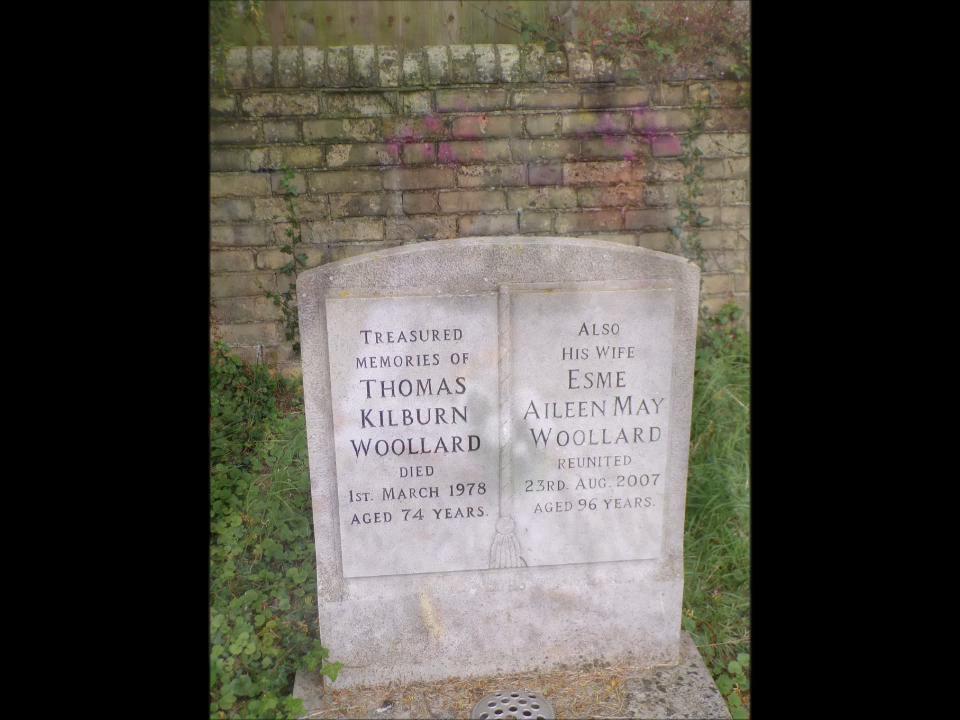 TREASURED
MEMORIES OF
THOMAS
KILBURN
WOOLLARD
DIED
1ST. MARCH 1978
AGED 74 YEARS.
ALSO
HIS WIFE
ESME
AILEEN MAY
WOOLLARD
REUNITED
23RD. AUG. 2007
AGED 96 YEARS.